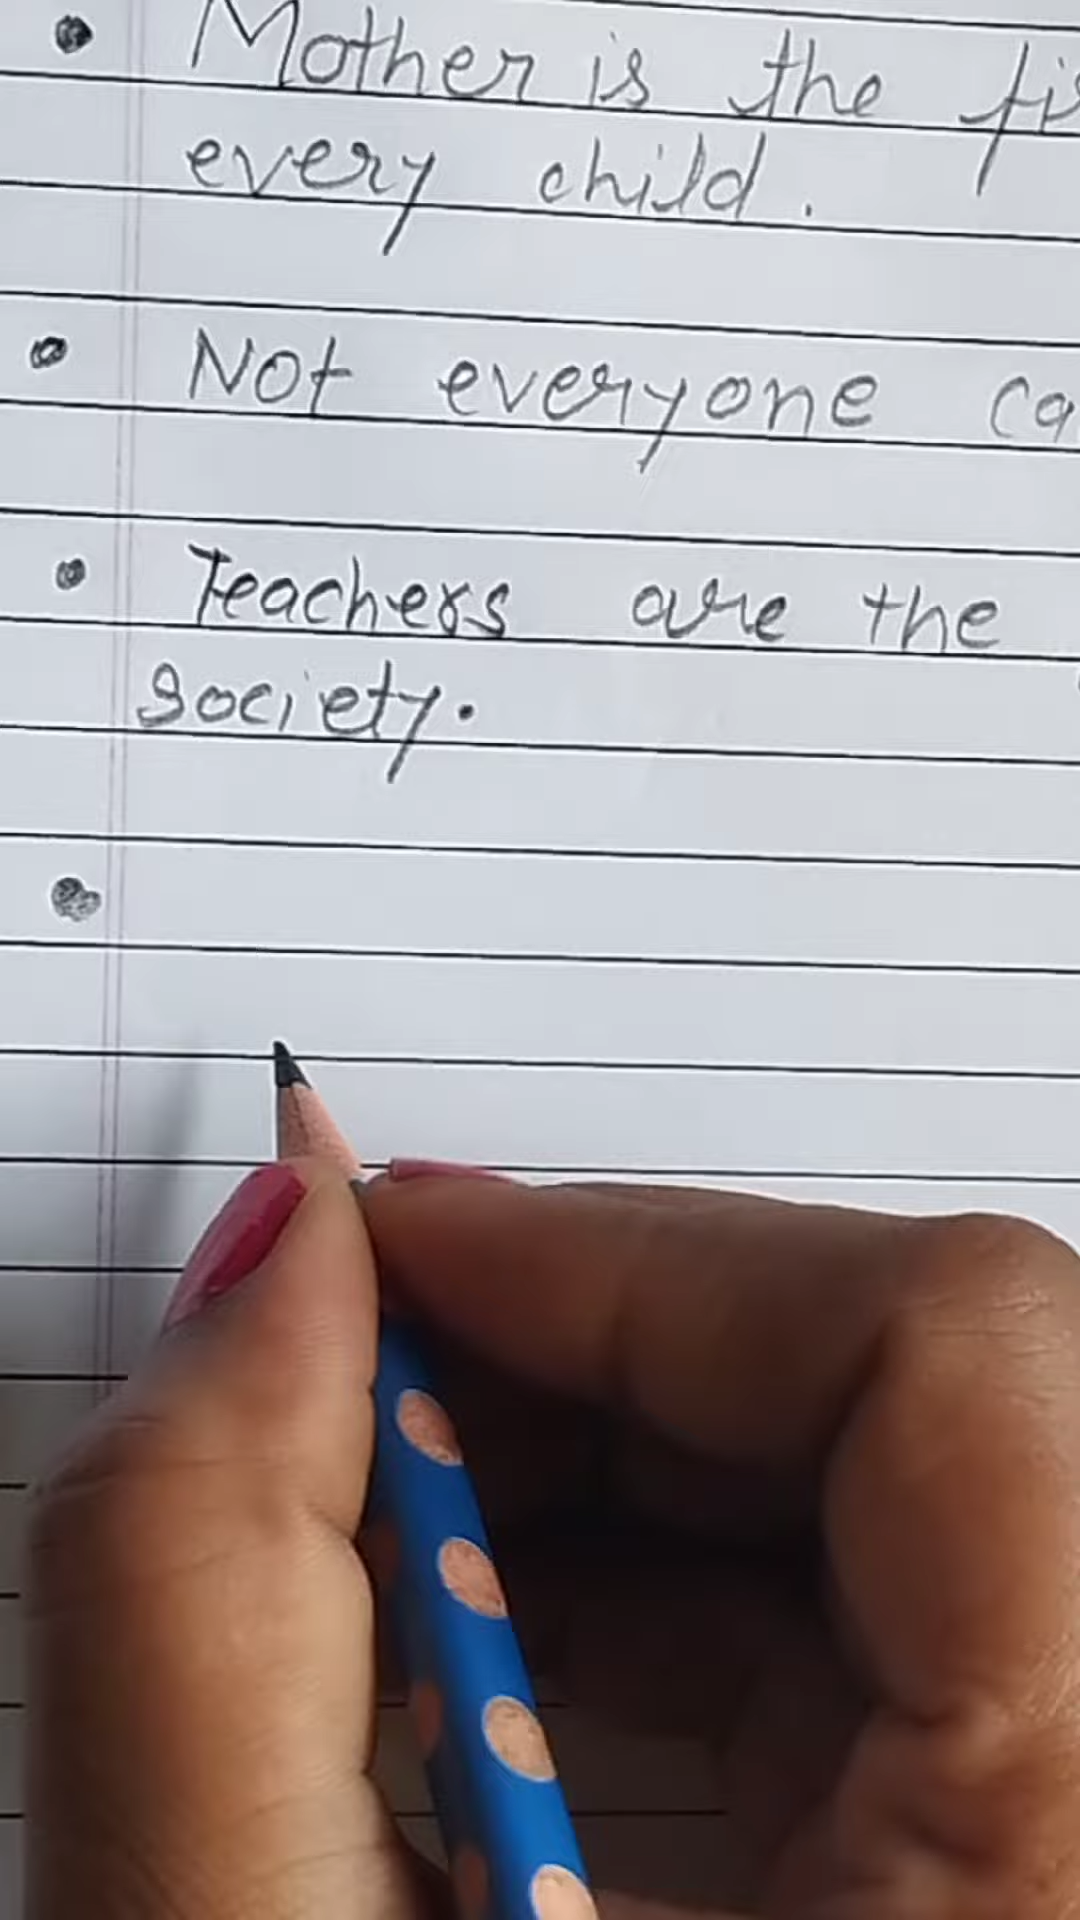 • Mother is the
every child.
• Not everyone
• Teachers are the
society.
•